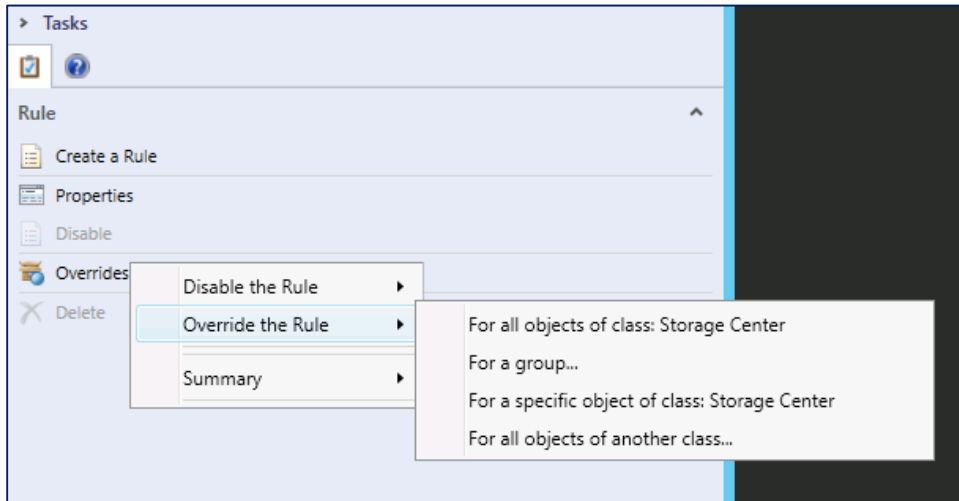 Tasks
Rule
Create a Rule
Properties
Disable
Overrides
Delete
Disable the Rule
Override the Rule
Summary
For all objects of class: Storage Center
For a group...
For a specific object of class: Storage Center
For all objects of another class...